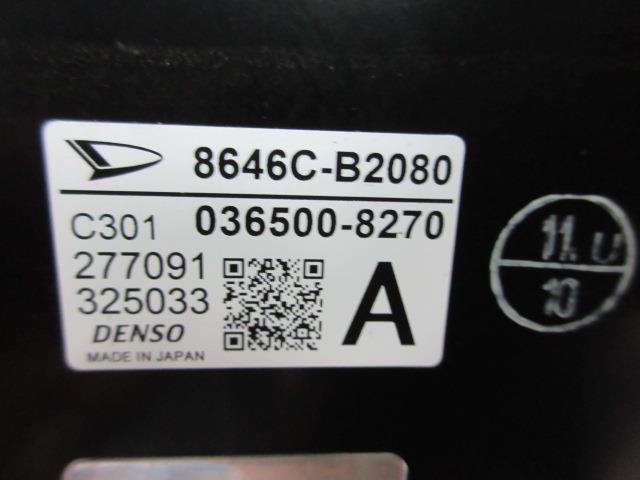 8646C-B2080
C301 036500-8270
277091
325033
A
DENSO
MADE IN JAPAN
11. U
10